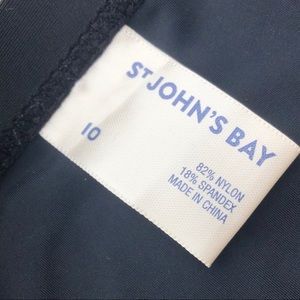 ST JOHN'S BAY
10
82% NYLON
18% SPANDEX
MADE IN CHINA